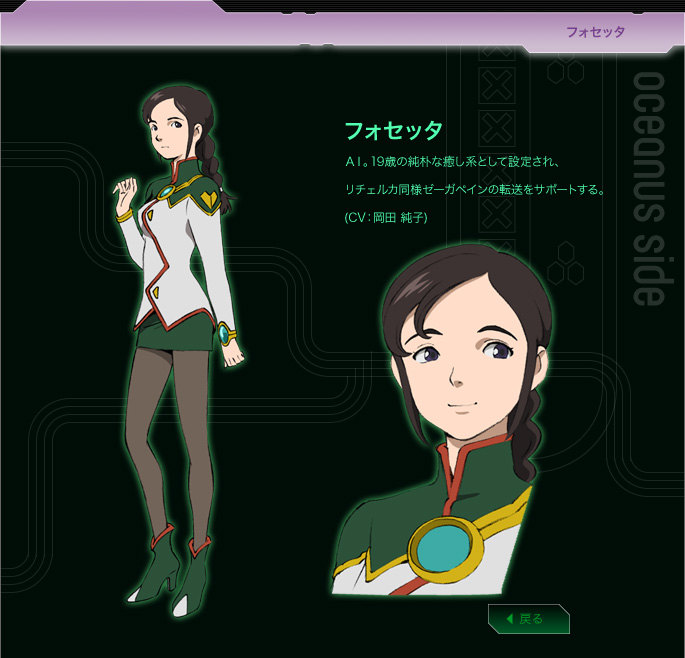 フォセッタ
フォセッタ
AI。19歳の純朴な癒し系として設定され、
リチェルカ同様ゼーガペインの転送をサポートする。
(CV：岡田 純子)
oceanus side
戻る